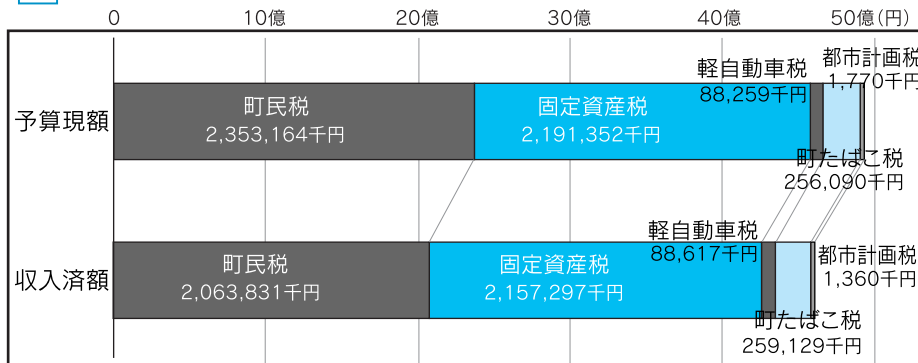 0 10億 20億 30億 40億 50億(円)
予算現額
町民税
2,353,164千円
固定資産税
2,191,352千円
軽自動車税
88,259千円
都市計画税
1,770千円
町たばこ税
256,090千円
収入済額
町民税
2,063,831千円
固定資産税
2,157,297千円
軽自動車税
88,617千円
都市計画税
1,360千円
町たばこ税
259,129千円